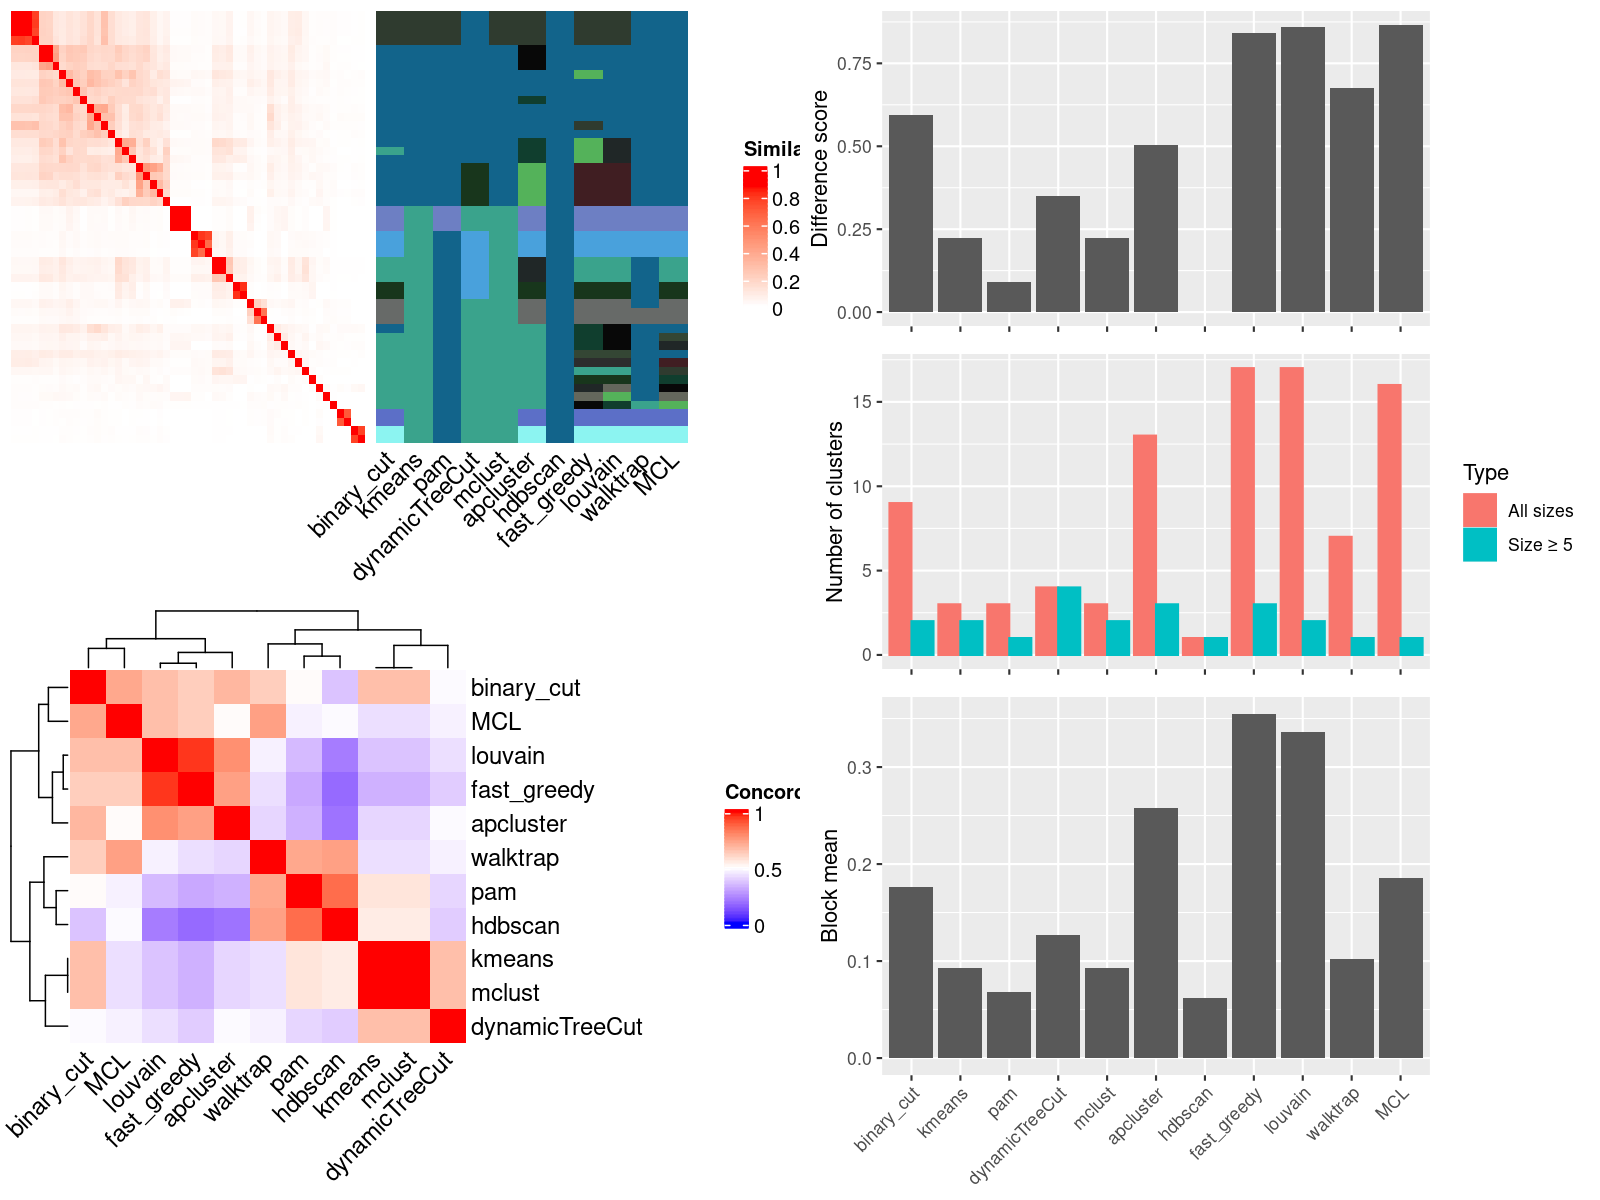 Simila
1
0.8
0.6
0.4
0.2
0
binary_cut
kmeans
pam
dynamicTreeCut
mclust
apcluster
hdbscan
fast_greedy
louvain
walktrap
MCL
binary_cut
MCL
louvain
fast_greedy
apcluster
walktrap
pam
hdbscan
kmeans
mclust
dynamicTreeCut
binary_cut
MCL
louvain
fast_greedy
apcluster
walktrap
pam
hdbscan
kmeans
mclust
dynamicTreeCut
Concord
1
0.5
0
Difference score
0.75
0.50
0.25
0.00
Number of clusters
15
10
5
0
Type
All sizes
Size ≥ 5
Block mean
0.3
0.2
0.1
0.0
binary_cut
kmeans
pam
dynamicTreeCut
mclust
apcluster
hdbscan
fast_greedy
louvain
walktrap
MCL